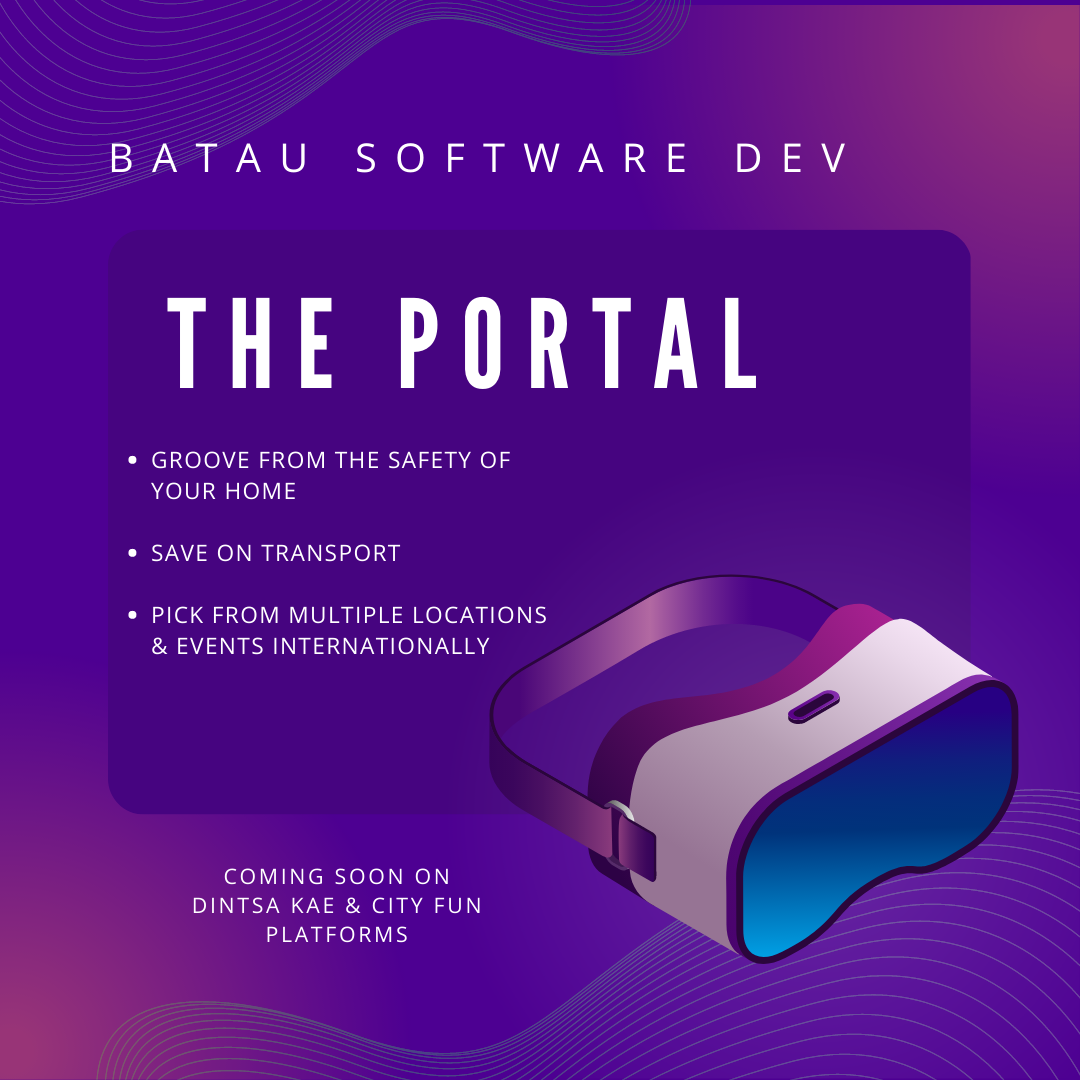 BATAU SOFTWARE DEV
THE PORTAL
• GROOVE FROM THE SAFETY OF
YOUR HOME
• SAVE ON TRANSPORT
• PICK FROM MULTIPLE LOCATIONS
& EVENTS INTERNATIONALLY
COMING SOON ON
DINTSA KAE & CITY FUN
PLATFORMS